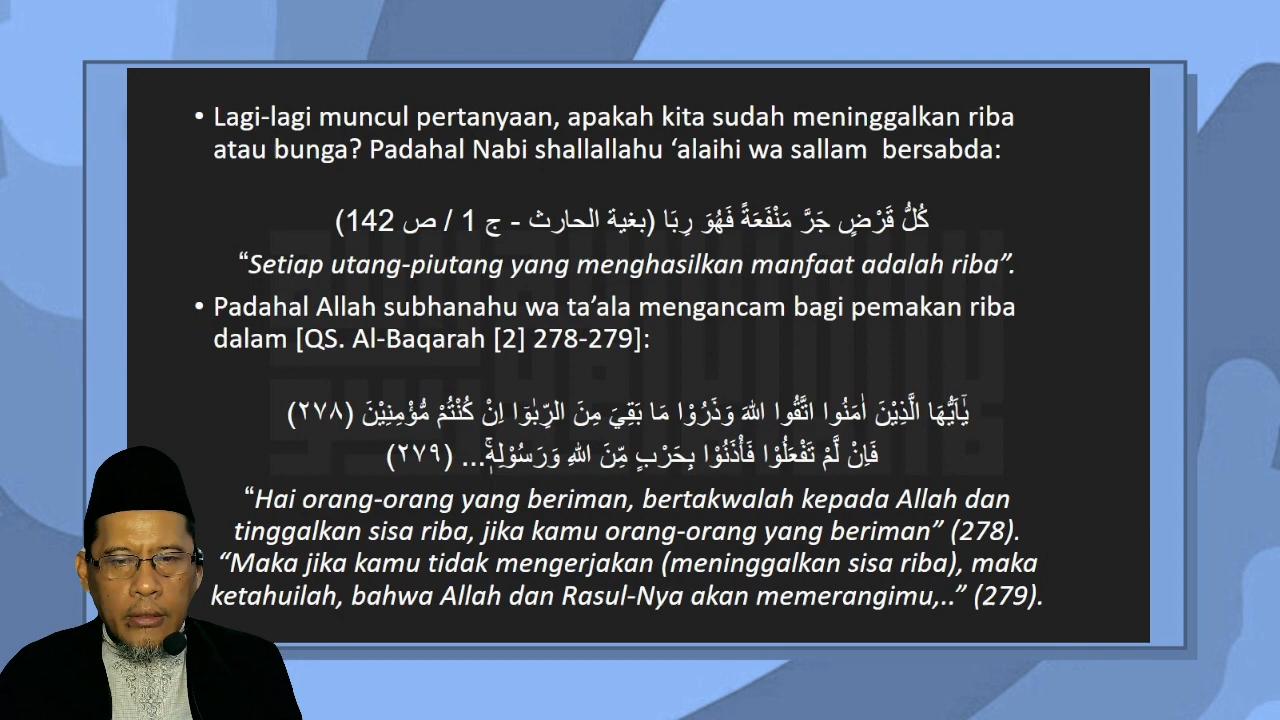 • Lagi-lagi muncul pertanyaan, apakah kita sudah meninggalkan riba
atau bunga? Padahal Nabi shallallahu ‘alaihi wa sallam bersabda:
كُلُّ قَرْضٍ جَرَّ مَنْفَعَةً فَهُوَ رِبَا (بغية الحارث - ج 1 / ص 142)
“Setiap utang-piutang yang menghasilkan manfaat adalah riba”.
• Padahal Allah subhanahu wa ta’ala mengancam bagi pemakan riba
dalam [QS. Al-Baqarah [2] 278-279]:
يٰٓاَيُّهَا الَّذِيْنَ اٰمَنُوا اتَّقُوا اللهَ وَذَرُوْا مَا بَقِيَ مِنَ الرِّبٰوٓا اِنْ كُنْتُمْ مُّؤْمِنِيْنَ (٢٧٨)
فَاِنْ لَّمْ تَفْعَلُوْا فَأْذَنُوْا بِحَرْبٍ مِّنَ اللهِ وَرَسُوْلِهٖۚ... (٢٧٩)
“Hai orang-orang yang beriman, bertakwalah kepada Allah dan
tinggalkan sisa riba, jika kamu orang-orang yang beriman” (278).
“Maka jika kamu tidak mengerjakan (meninggalkan sisa riba), maka
ketahuilah, bahwa Allah dan Rasul-Nya akan memerangimu,..” (279).